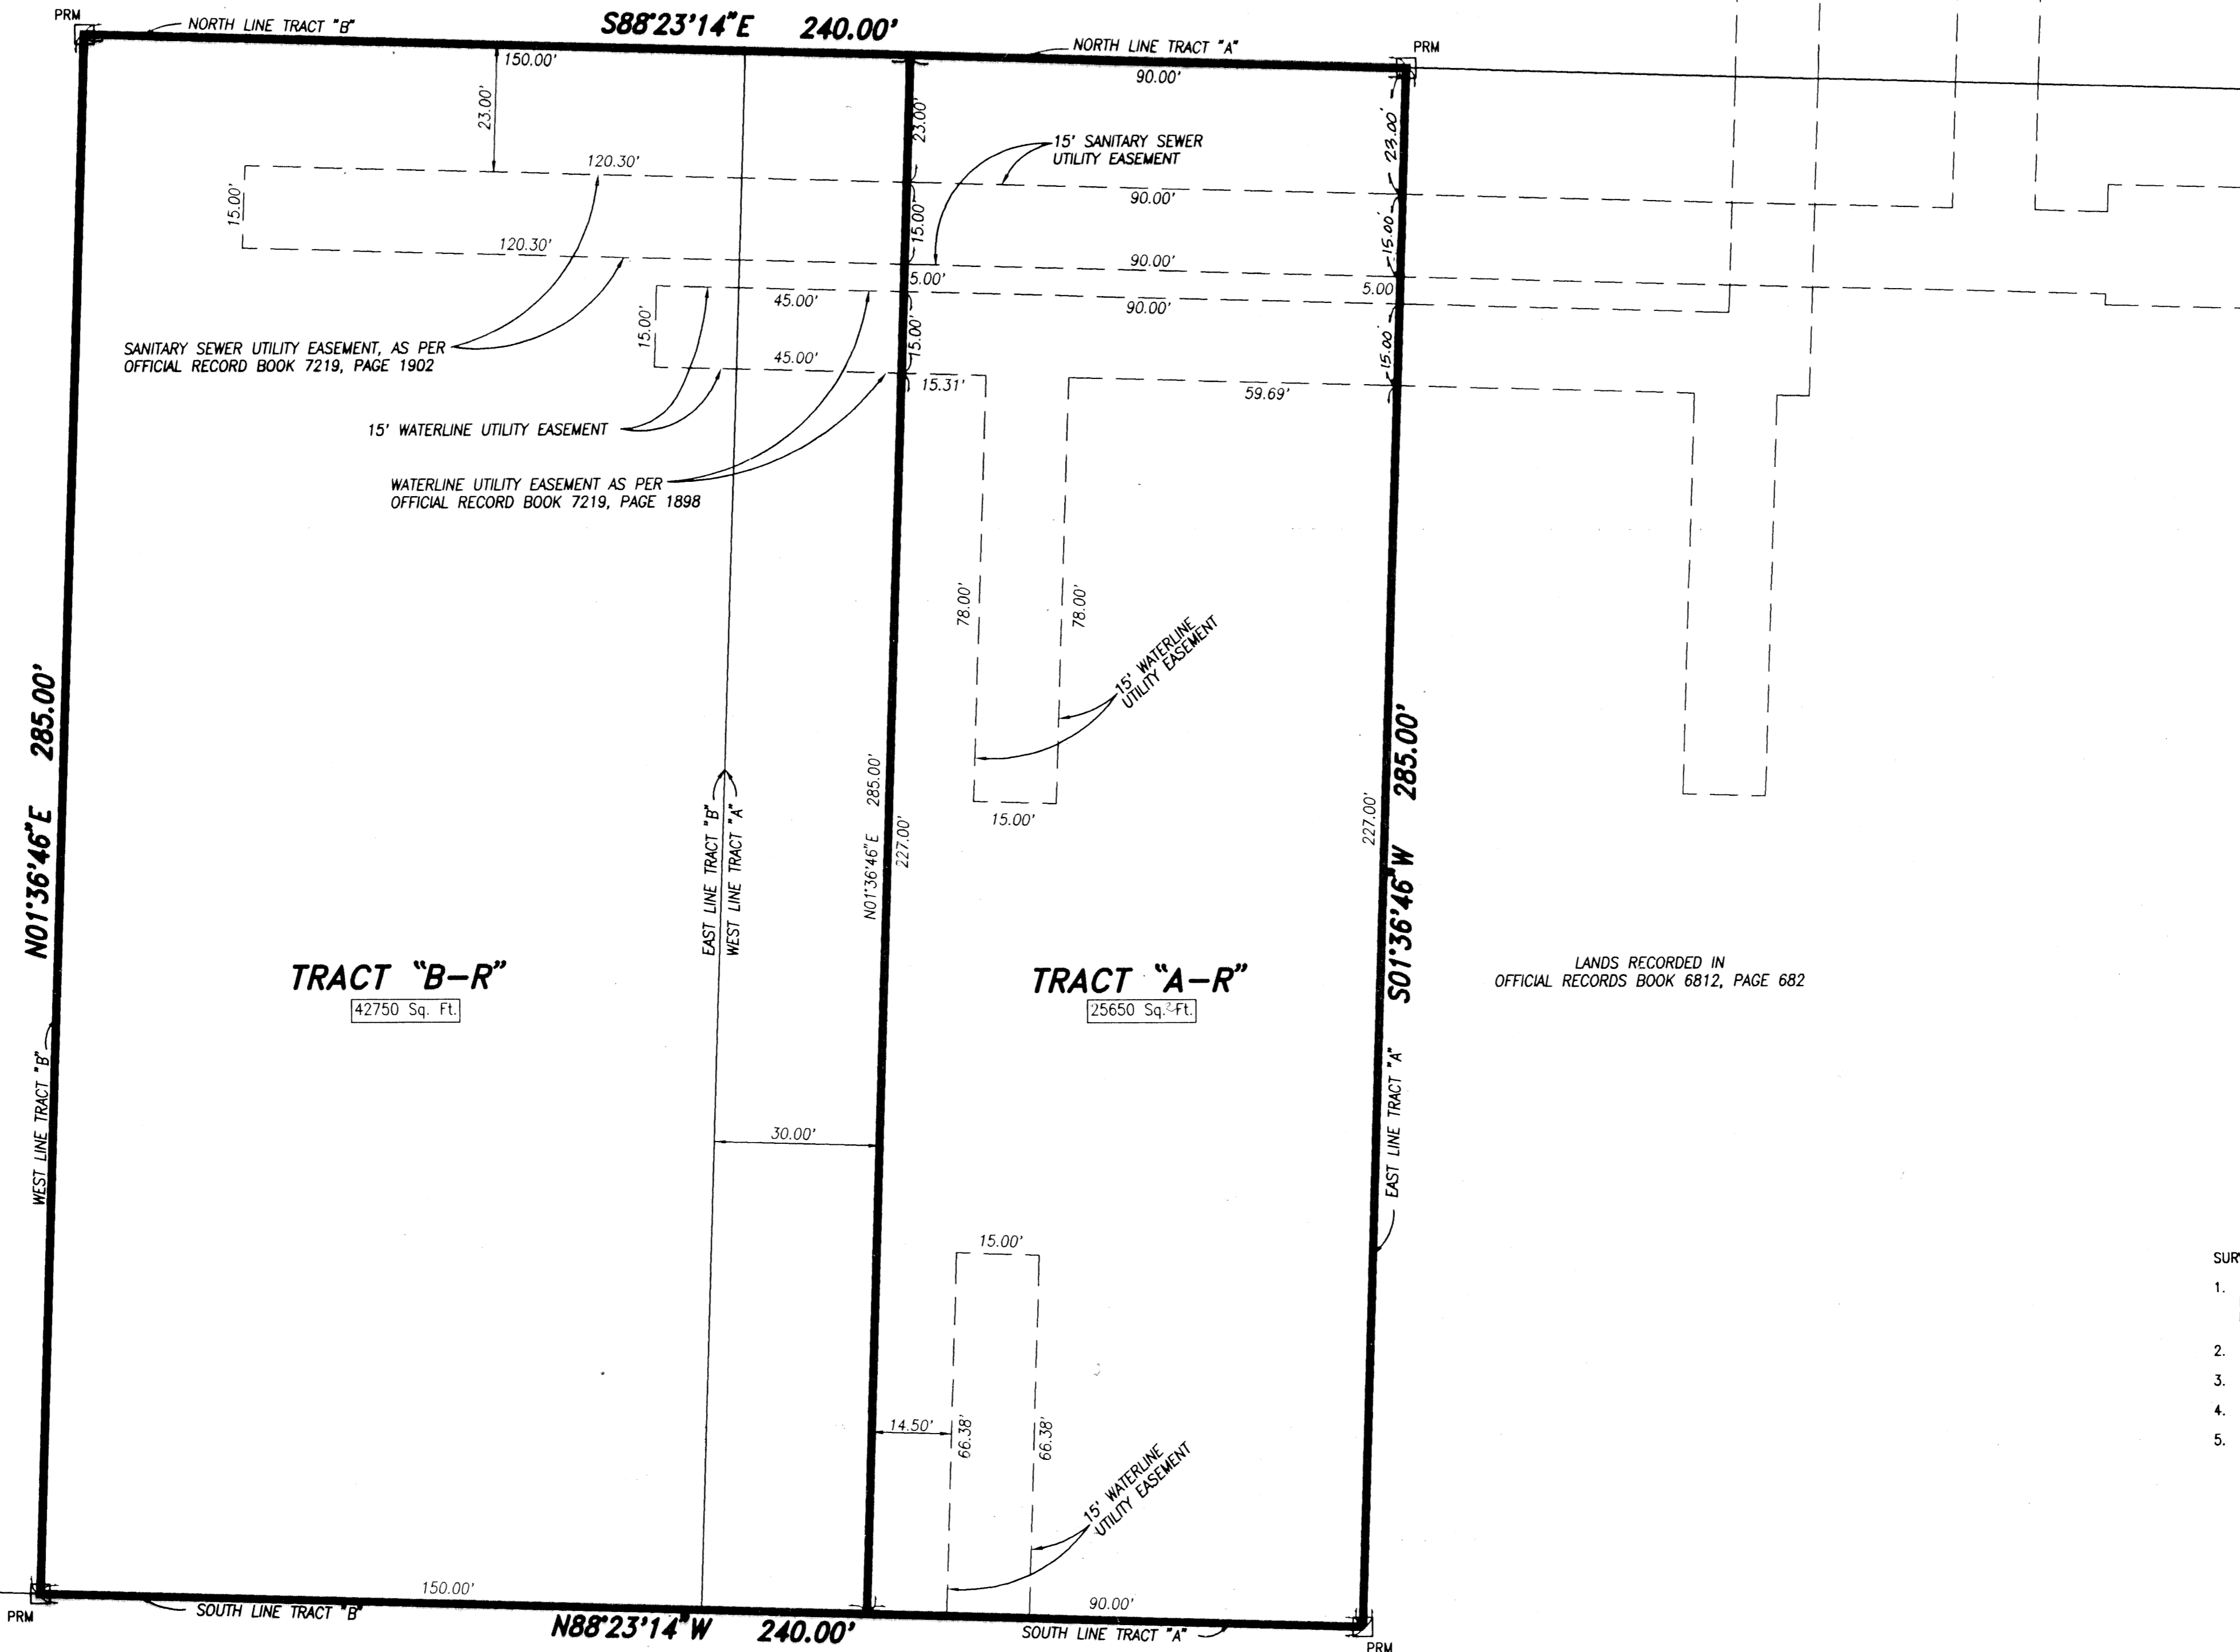 PRM
NORTH LINE TRACT "B"
S88°23'14"E 240.00'
NORTH LINE TRACT "A"
PRM
150.00'
90.00'
23.00'
23.00'
23.00'
15' SANITARY SEWER
UTILITY EASEMENT
120.30'
90.00'
15.00'
15.00'
15.00'
120.30'
90.00'
5.00'
5.00'
45.00'
90.00'
15.00'
15.00'
15.00'
SANITARY SEWER UTILITY EASEMENT, AS PER
OFFICIAL RECORD BOOK 7219, PAGE 1902
45.00'
15.31'
59.69'
15' WATERLINE UTILITY EASEMENT
WATERLINE UTILITY EASEMENT AS PER
OFFICIAL RECORD BOOK 7219, PAGE 1898
78.00'
78.00'
15' WATERLINE
UTILITY EASEMENT
N01°36'46"E 285.00'
EAST LINE TRACT "B"
WEST LINE TRACT "A"
N01°36'46"E 285.00'
227.00'
15.00'
227.00'
S01°36'46"W 285.00'
TRACT "B-R"
42750 Sq. Ft.
TRACT "A-R"
25650 Sq. Ft.
LANDS RECORDED IN
OFFICIAL RECORDS BOOK 6812, PAGE 682
WEST LINE TRACT "B"
EAST LINE TRACT "A"
30.00'
15.00'
SUR
1.
2.
3.
4.
5.
14.50'
66.38'
66.38'
15' WATERLINE
UTILITY EASEMENT
150.00'
90.00'
PRM
SOUTH LINE TRACT "B"
N88°23'14"W 240.00'
SOUTH LINE TRACT "A"
PRM